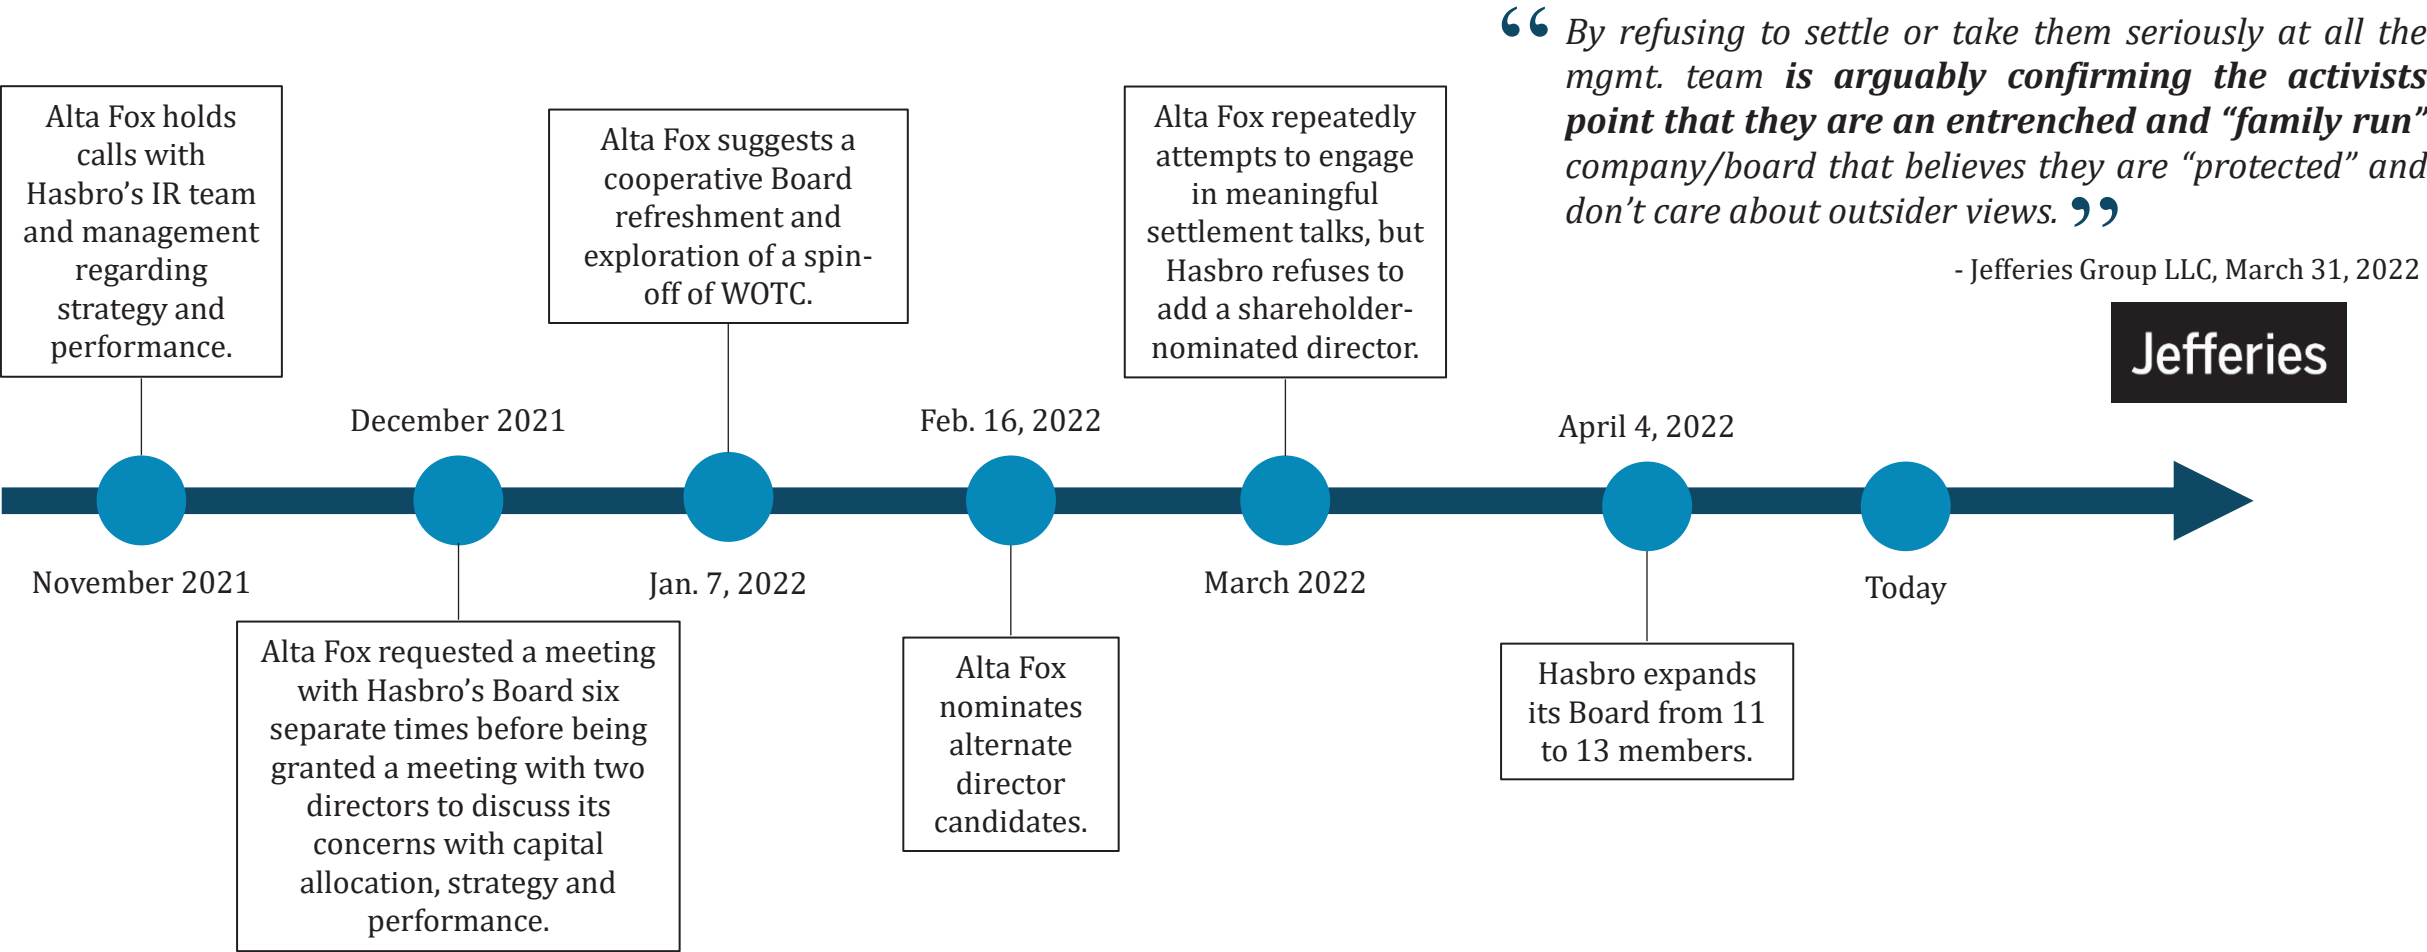 “ By refusing to settle or take them seriously at all the
mgmt. team is arguably confirming the activists
point that they are an entrenched and “family run”
company/board that believes they are “protected” and
don’t care about outsider views. ”
- Jefferies Group LLC, March 31, 2022
Jefferies
Alta Fox holds
calls with
Hasbro’s IR team
and management
regarding
strategy and
performance.
November 2021
December 2021
Alta Fox requested a meeting
with Hasbro’s Board six
separate times before being
granted a meeting with two
directors to discuss its
concerns with capital
allocation, strategy and
performance.
Alta Fox suggests a
cooperative Board
refreshment and
exploration of a spin-
off of WOTC.
Jan. 7, 2022
Feb. 16, 2022
Alta Fox
nominates
alternate
director
candidates.
Alta Fox repeatedly
attempts to engage
in meaningful
settlement talks, but
Hasbro refuses to
add a shareholder-
nominated director.
March 2022
April 4, 2022
Hasbro expands
its Board from 11
to 13 members.
Today